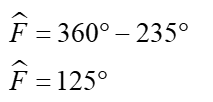 F̂ = 360° – 235°
F̂ = 125°